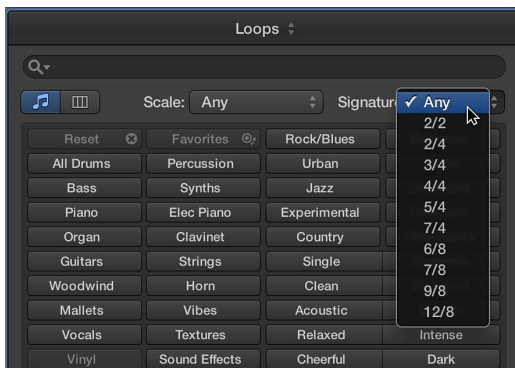 Loops
Scale: Any Signatur ✓ Any
2/2
2/4
3/4
4/4
5/4
7/4
6/8
7/8
9/8
12/8
Reset Favorites Rock/Blues
All Drums Percussion Urban
Bass Synths Jazz
Piano Elec Piano Experimental
Organ Clavinet Country
Guitars Strings Single
Woodwind Horn Clean
Mallets Vibes Acoustic
Vocals Textures Relaxed Intense
Vinyl Sound Effects Cheerful Dark